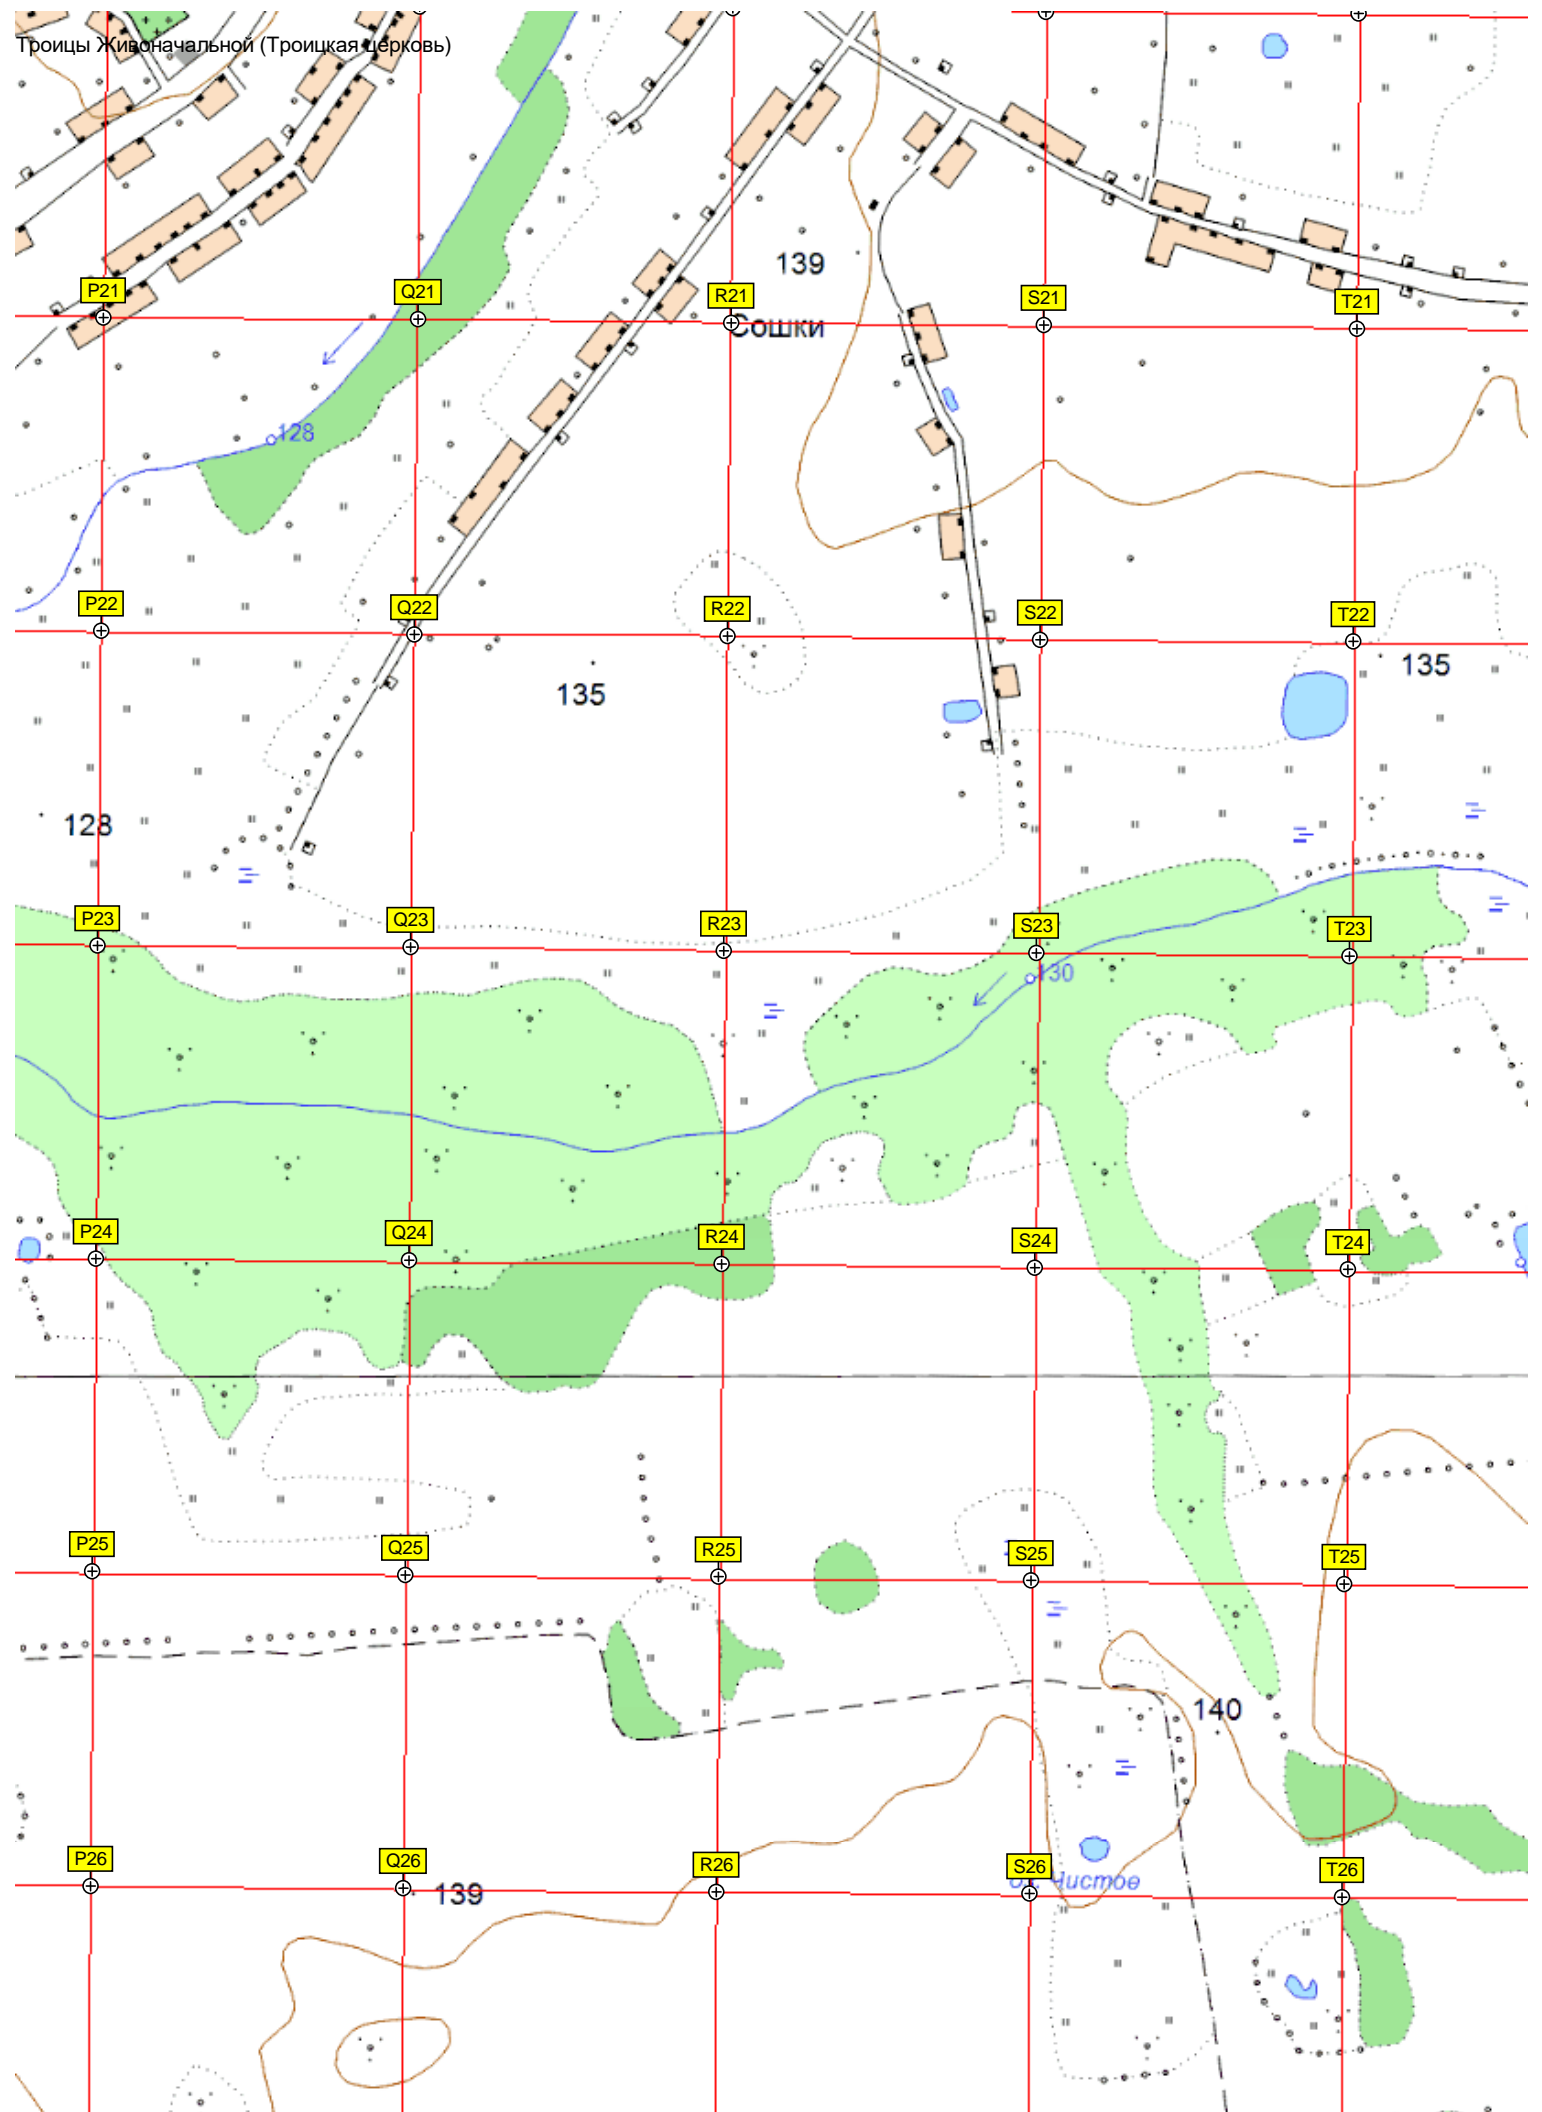 Троицы Живоначальной (Троицкая церковь)
139
P21
Q21
R21
S21
T21
Сошки
128
P22
Q22
R22
S22
T22
135
135
128
P23
Q23
R23
S23
T23
130
P24
Q24
R24
S24
T24
P25
Q25
R25
S25
T25
140
P26
Q26
R26
S26
T26
139
Чистое